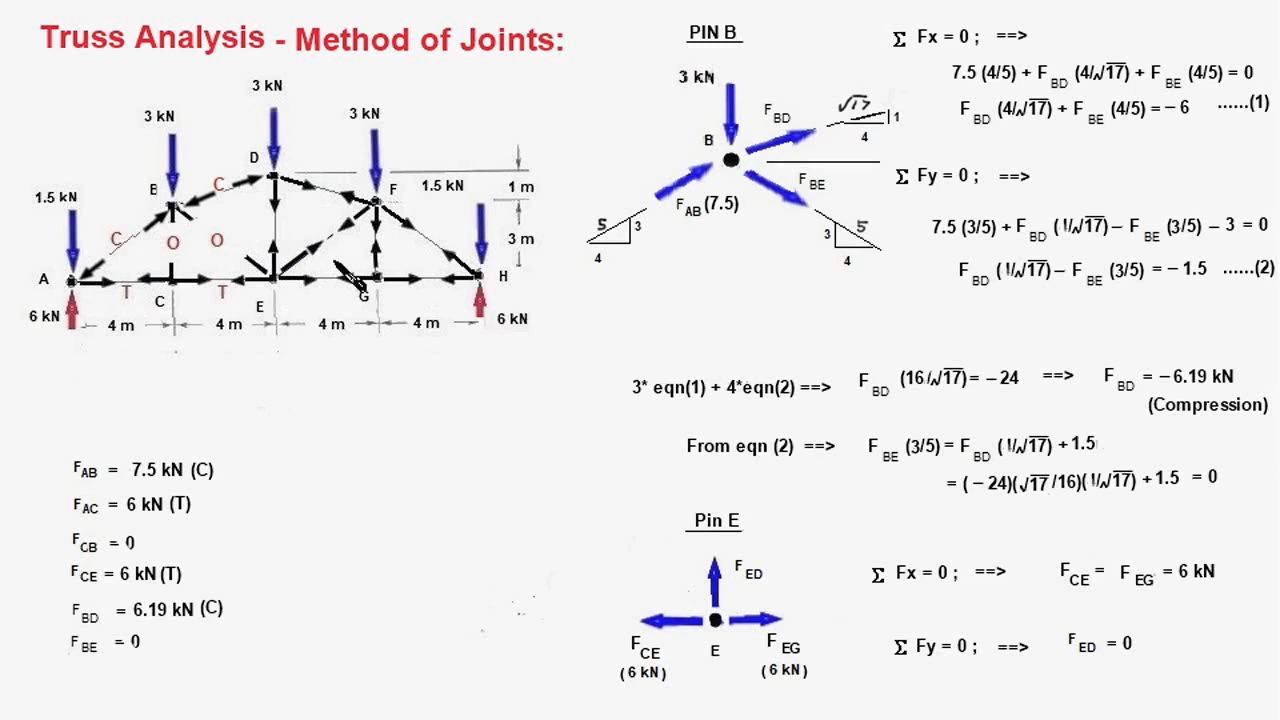 Truss Analysis - Method of Joints:
3 kN
3 kN
3 kN
D
B
C
F
1.5 kN
1 m
1.5 kN
C
O
O
3 m
A
T
C
T
E
G
H
6 kN
4 m
4 m
4 m
4 m
6 kN
F AB = 7.5 kN (C)
F AC = 6 kN (T)
F CB = 0
F CE = 6 kN (T)
F BD = 6.19 kN (C)
F BE = 0
PIN B
3 kN
F BD
√17
1
4
B
F BE
F AB (7.5)
5
3
4
3
5
4
Σ Fx = 0 ; ==>
7.5 (4/5) + F BD (4/√17) + F BE (4/5) = 0
F BD (4/√17) + F BE (4/5) = − 6 ......(1)
Σ Fy = 0 ; ==>
7.5 (3/5) + F BD (1/√17) − F BE (3/5) − 3 = 0
F BD (1/√17) − F BE (3/5) = − 1.5 ......(2)
3* eqn(1) + 4*eqn(2) ==> F BD (16/√17) = − 24 ==> F BD = − 6.19 kN
(Compression)
From eqn (2) ==> F BE (3/5) = F BD (1/√17) + 1.5
= ( − 24)(√17 /16)(1/√17) + 1.5 = 0
Pin E
F ED
F CE
(6 kN)
E
F EG
(6 kN)
Σ Fx = 0 ; ==> F CE = F EG = 6 kN
Σ Fy = 0 ; ==> F ED = 0